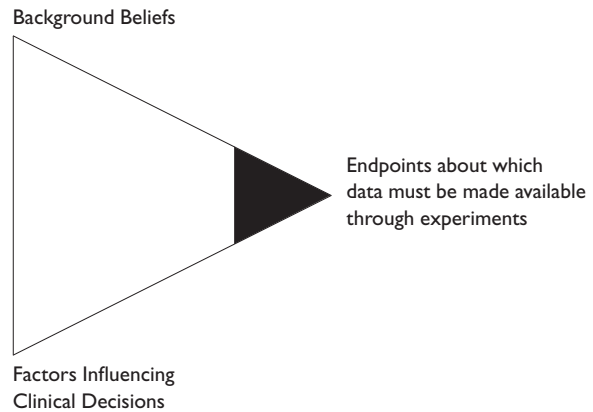 Background Beliefs
Endpoints about which
data must be made available
through experiments
Factors Influencing
Clinical Decisions